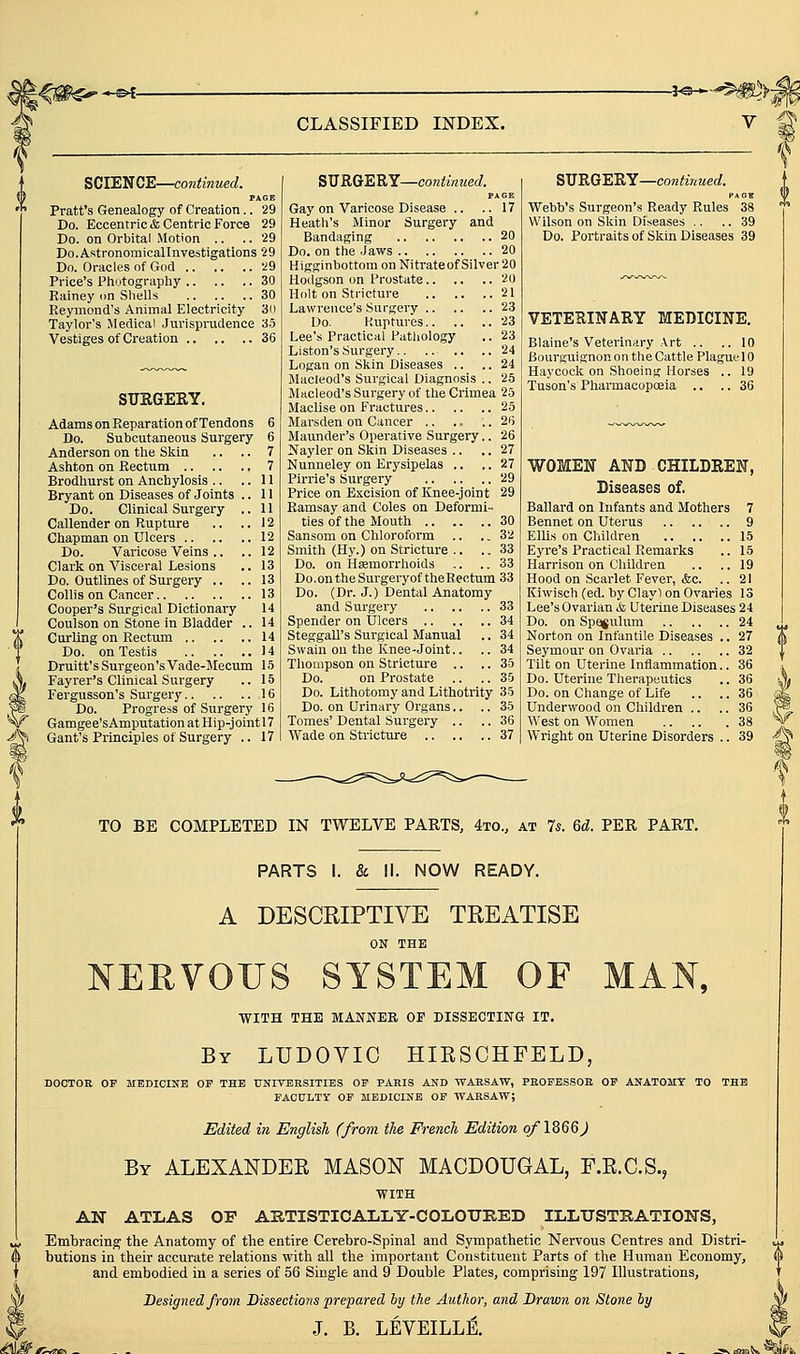 CLASSIFIED INDEX. V
SCIENCE—continued.
PAGE
Pratt's Genealogy of Creation .. 29
Do. Eccentric & Centric Force 29
Do. on Orbital Motion .. .. 29
Do. Astronomical Investigations 29
Do. Oracles of God .. .. .. 29
Price's Photography .. .. .. 30
Rainey on Shells .. .. .. 30
Reymond's Animal Electricity 30
Taylor's Medical Jurisprudence 35
Vestiges of Creation .. .. .. 36
SURGERY.
Adams on Reparation of Tendons 6
Do. Subcutaneous Surgery 6
Anderson on the Skin .. .. 7
Ashton on Rectum .. .. .. 7
Brodhurst on Anchylosis .. .. 11
Bryant on Diseases of Joints .. 11
Do. Clinical Surgery .. 11
Callender on Rupture .. .. 12
Chapman on Ulcers .. .. .. 12
Do. Varicose Veins .. .. 12
Clark on Visceral Lesions .. 13
Do. Outlines of Surgery .. .. 13
Collis on Cancer .. .. .. .. 13
Cooper's Surgical Dictionary 14
Coulson on Stone in Bladder .. 14
Curling on Rectum .. .. .. 14
Do. on Testis .. .. .. 14
Druitt's Surgeon's Vade-Mecum 15
Fayrer's Clinical Surgery .. 15
Fergusson's Surgery .. .. .. 16
Do. Progress of Surgery 16
Gamgee's Amputation at Hip-joint 17
Gant's Principles of Surgery .. 17
SURGERY—continued.
PAGE
Gay on Varicose Disease .. .. 17
Heath's Minor Surgery and
Bandaging .. .. .. .. 20
Do. on the Jaws .. .. .. .. 20
Higginbottom on Nitrate of Silver 20
Hodgson on Prostate .. .. .. 20
Holt on Stricture .. .. .. 21
Lawrence's Surgery .. .. .. 23
Do. Ruptures .. .. .. 23
Lee's Practical Pathology .. 23
Liston's Surgery .. .. .. .. 24
Logan on Skin Diseases .. .. 24
Macleod's Surgical Diagnosis .. 25
Macleod's Surgery of the Crimea 25
Maclise on Fractures .. .. .. 25
Marsden on Cancer .. .. .. 26
Maunder's Operative Surgery .. 26
Nayler on Skin Diseases .. .. 27
Nunneley on Erysipelas .. .. 27
Pirrie's Surgery .. .. .. 29
Price on Excision of Knee-joint 29
Ramsay and Coles on Deformi-
ties of the Mouth .. .. .. 30
Sansom on Chloroform .. .. 32
Smith (Hy.) on Stricture .. .. 33
Do. on Hæmorrhoids .. .. 33
Do. on the Surgery of the Rectum 33
Do. (Dr. J.) Dental Anatomy
and Surgery .. .. .. 33
Spender on Ulcers .. .. .. 34
Steggall's Surgical Manual .. 34
Swain on the Knee-Joint .. .. 34
Thompson on Stricture .. .. 35
Do. on Prostate .. .. 35
Do. Lithotomy and Lithotrity 35
Do. on Urinary Organs .. .. 35
Tomes' Dental Surgery .. .. 36
Wade on Stricture .. .. .. 37
SURGERY—continued.
PAGE
Webb's Surgeon's Ready Rules 38
Wilson on Skin Diseases .. .. 39
Do. Portraits of Skin Diseases 39
VETERINARY MEDICINE.
Blaine's Veterinary Art .. .. 10
Bourguignon on the Cattle Plague 10
Haycock on Shoeing Horses .. 19
Tuson's Pharmacopœia .. .. 36
WOMEN AND CHILDREN,
Diseases of.
Ballard on Infants and Mothers 7
Bennet on Uterus .. .. .. 9
Ellis on Children .. .. .. 15
Eyre's Practical Remarks .. 15
Harrison on Children .. .. 19
Hood on Scarlet Fever, &c. .. 21
Kiwisch (ed. by Clay) on Ovaries 13
Lee's Ovarian & Uterine Diseases 24
Do. on Speculum .. .. .. 24
Norton on Infantile Diseases .. 27
Seymour on Ovaria .. .. .. 32
Tilt on Uterine Inflammation .. 36
Do. Uterine Therapeutics .. 36
Do. on Change of Life .. .. 36
Underwood on Children .. .. 36
West on Women .. .. . 38
Wright on Uterine Disorders .. 39
TO BE COMPLETED IN TWELVE PARTS, 4TO., AT 7s. 6d. PER PART.
PARTS I. & II. NOW READY.
A DESCRIPTIVE TREATISE
ON THE
NERVOUS SYSTEM OF MAN,
WITH THE MANNER OF DISSECTING IT.
BY LUDOVIC HIRSCHFELD,
DOCTOR OF MEDICINE OF THE UNIVERSITIES OF PARIS AND WARSAW, PROFESSOR OF ANATOMY TO THE
FACULTY OF MEDICINE OF WARSAW;
Edited in English (from the French Edition of 1866)
BY ALEXANDER MASON MACDOUGAL, F.R.C.S.,
WITH
AN ATLAS OF ARTISTICALLY-COLOURED ILLUSTRATIONS,
Embracing the Anatomy of the entire Cerebro-Spinal and Sympathetic Nervous Centres and Distri-
butions in their accurate relations with all the important Constituent Parts of the Human Economy,
and embodied in a series of 56 Single and 9 Double Plates, comprising 197 Illustrations,
Designed from Dissections prepared by the Author, and Drawn on Stone by
J. B. LÉVEILLÉ.